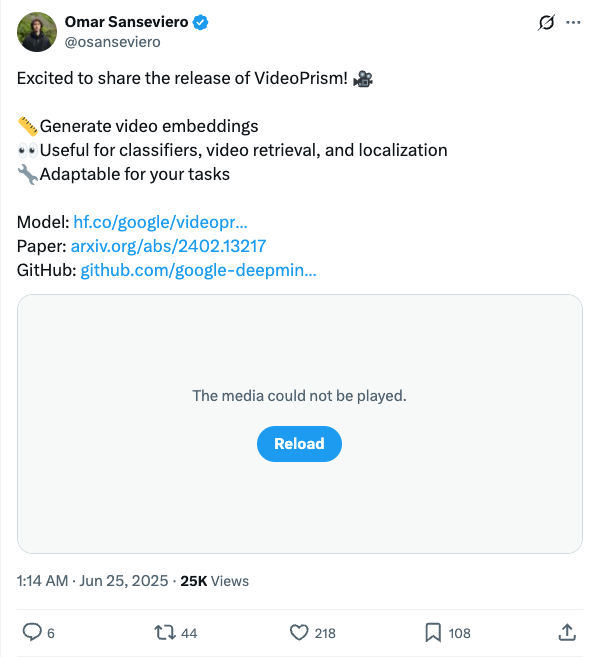 Omar Sanseviero
@osanseviero
Excited to share the release of VideoPrism! 🎥
📏Generate video embeddings
👀Useful for classifiers, video retrieval, and localization
🔧Adaptable for your tasks
Model: hf.co/google/videopr…
Paper: arxiv.org/abs/2402.13217
GitHub: github.com/google-deepmin…
The media could not be played.
Reload
1:14 AM · Jun 25, 2025 · 25K Views
6 44 218 108